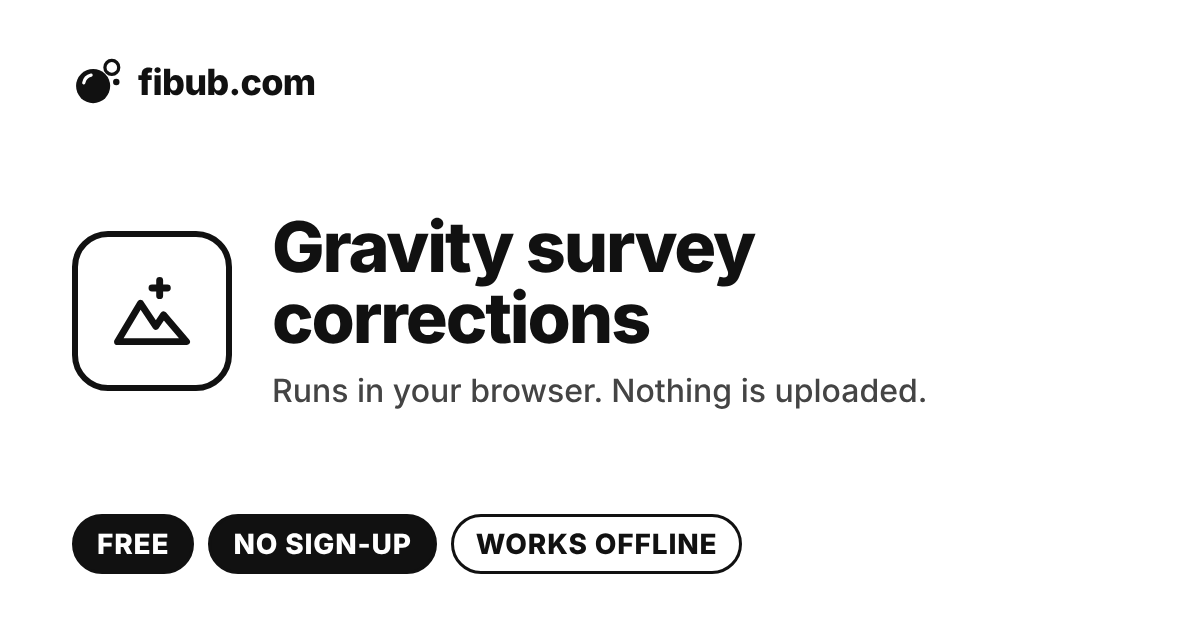 fibub.com
Gravity survey
corrections
Runs in your browser. Nothing is uploaded.
FREE
NO SIGN-UP
WORKS OFFLINE